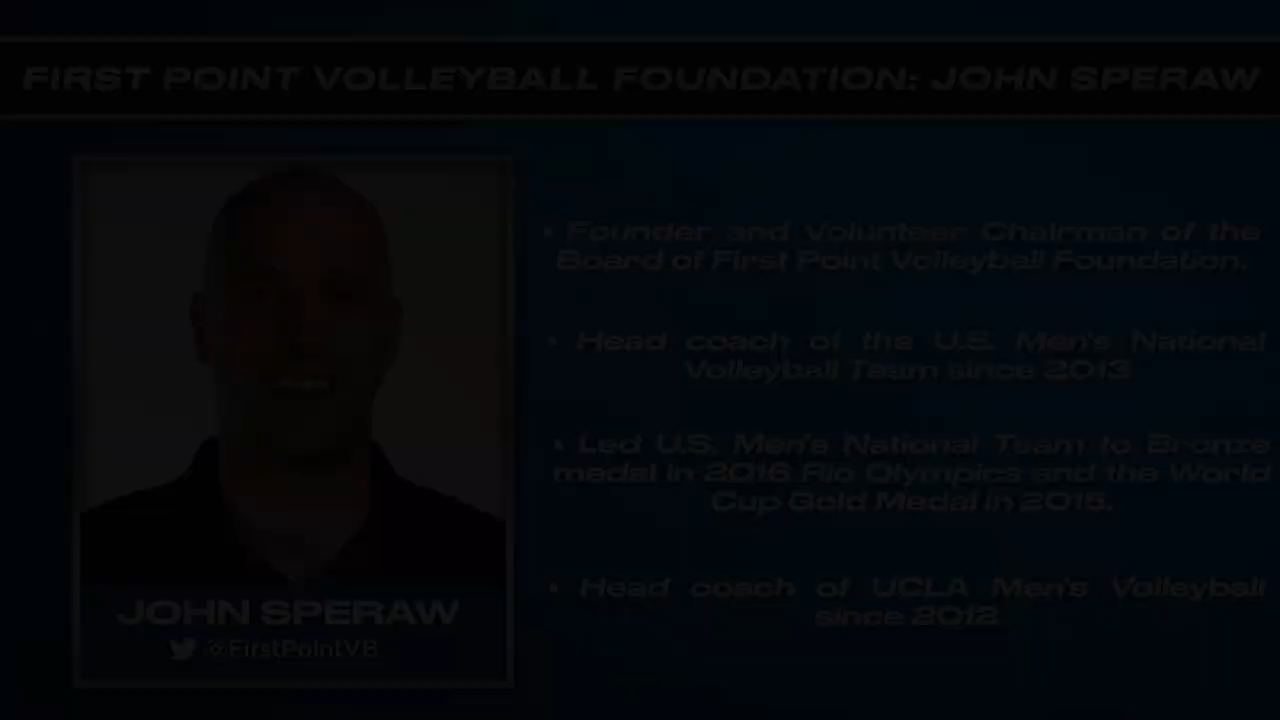 FIRST POINT VOLLEYBALL FOUNDATION: JOHN SPERAW
• Founder and Volunteer Chairman of the
Board of First Point Volleyball Foundation.
• Head coach of the U.S. Men's National
Volleyball Team since 2013
• Led U.S. Men's National Team to Bronze
medal in 2016 Rio Olympics and the World
Cup Gold Medal in 2015.
• Head coach of UCLA Men's Volleyball
since 2012
JOHN SPERAW
@FirstPointVB